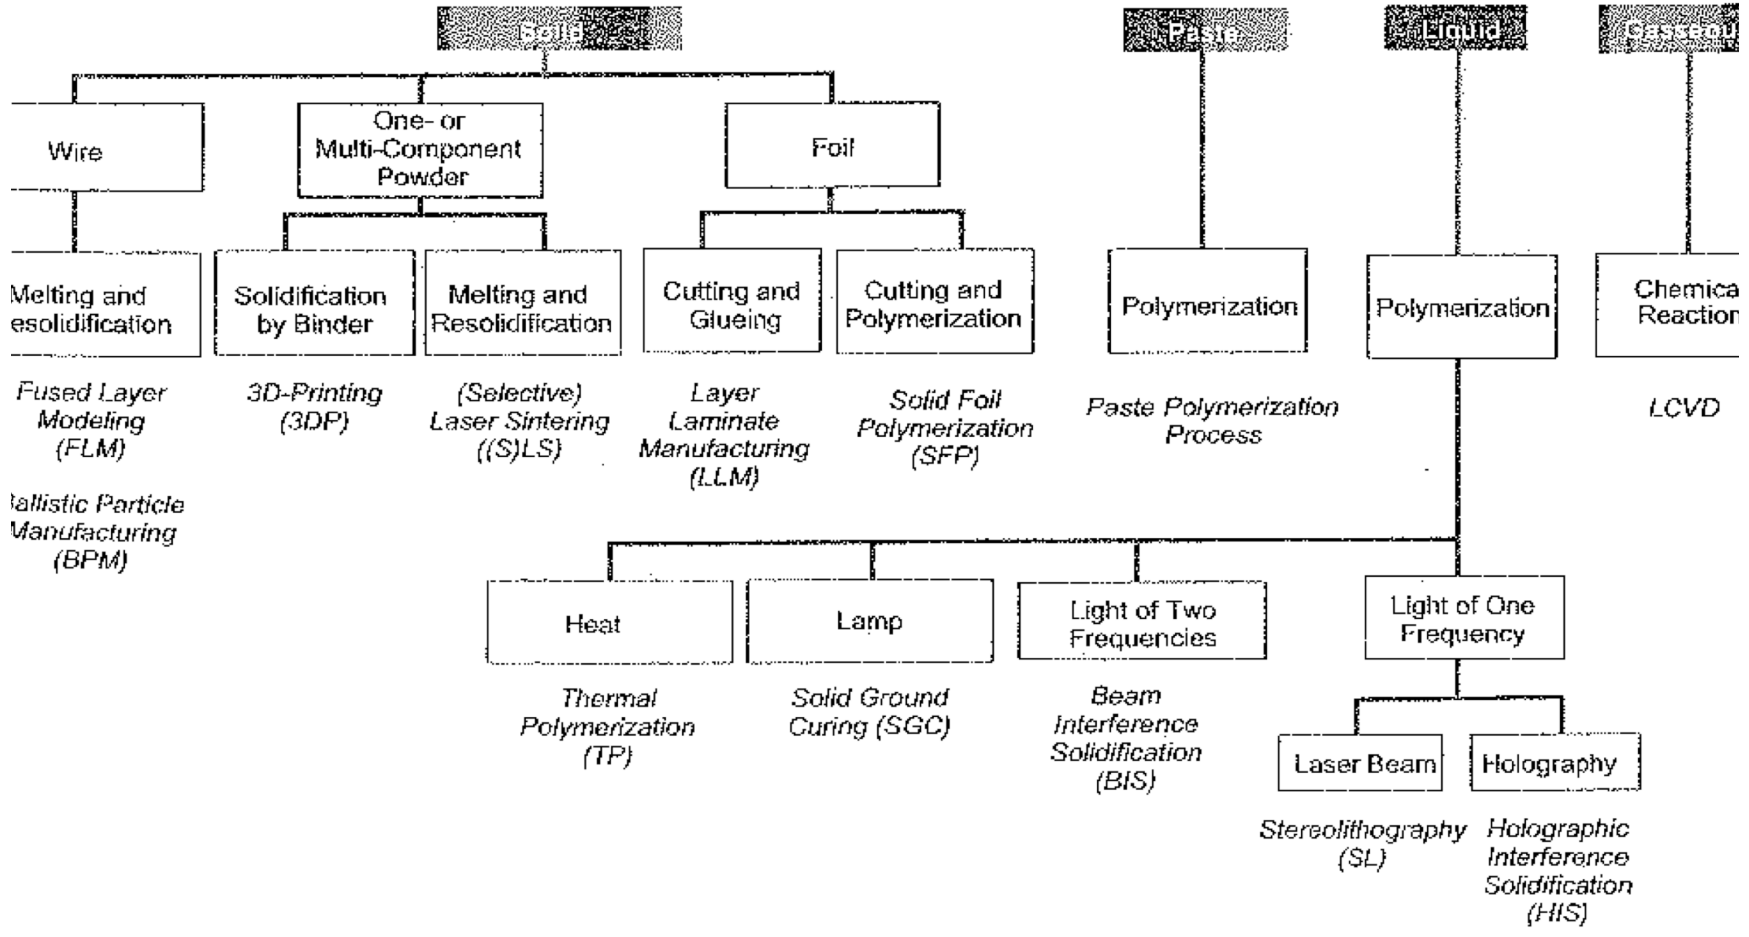 Solid
Paste
Liquid
Gasseou
Wire
One- or
Multi-Component
Powder
Foil
Melting and
esolidification
Solidification
by Binder
Melting and
Resolidification
Cutting and
Glueing
Cutting and
Polymerization
Polymerization
Polymerization
Chemica
Reaction
Fused Layer
Modeling
(FLM)
3D-Printing
(3DP)
(Selective)
Laser Sintering
((S)LS)
Layer
Laminate
Manufacturing
(LLM)
Solid Foil
Polymerization
(SFP)
Paste Polymerization
Process
LCVD
allistic Particle
Manufacturing
(BPM)
Heat
Lamp
Light of Two
Frequencies
Light of One
Frequency
Thermal
Polymerization
(TP)
Solid Ground
Curing (SGC)
Beam
Interference
Solidification
(BIS)
Laser Beam
Holography
Stereolithography
(SL)
Holographic
Interference
Solidification
(HIS)